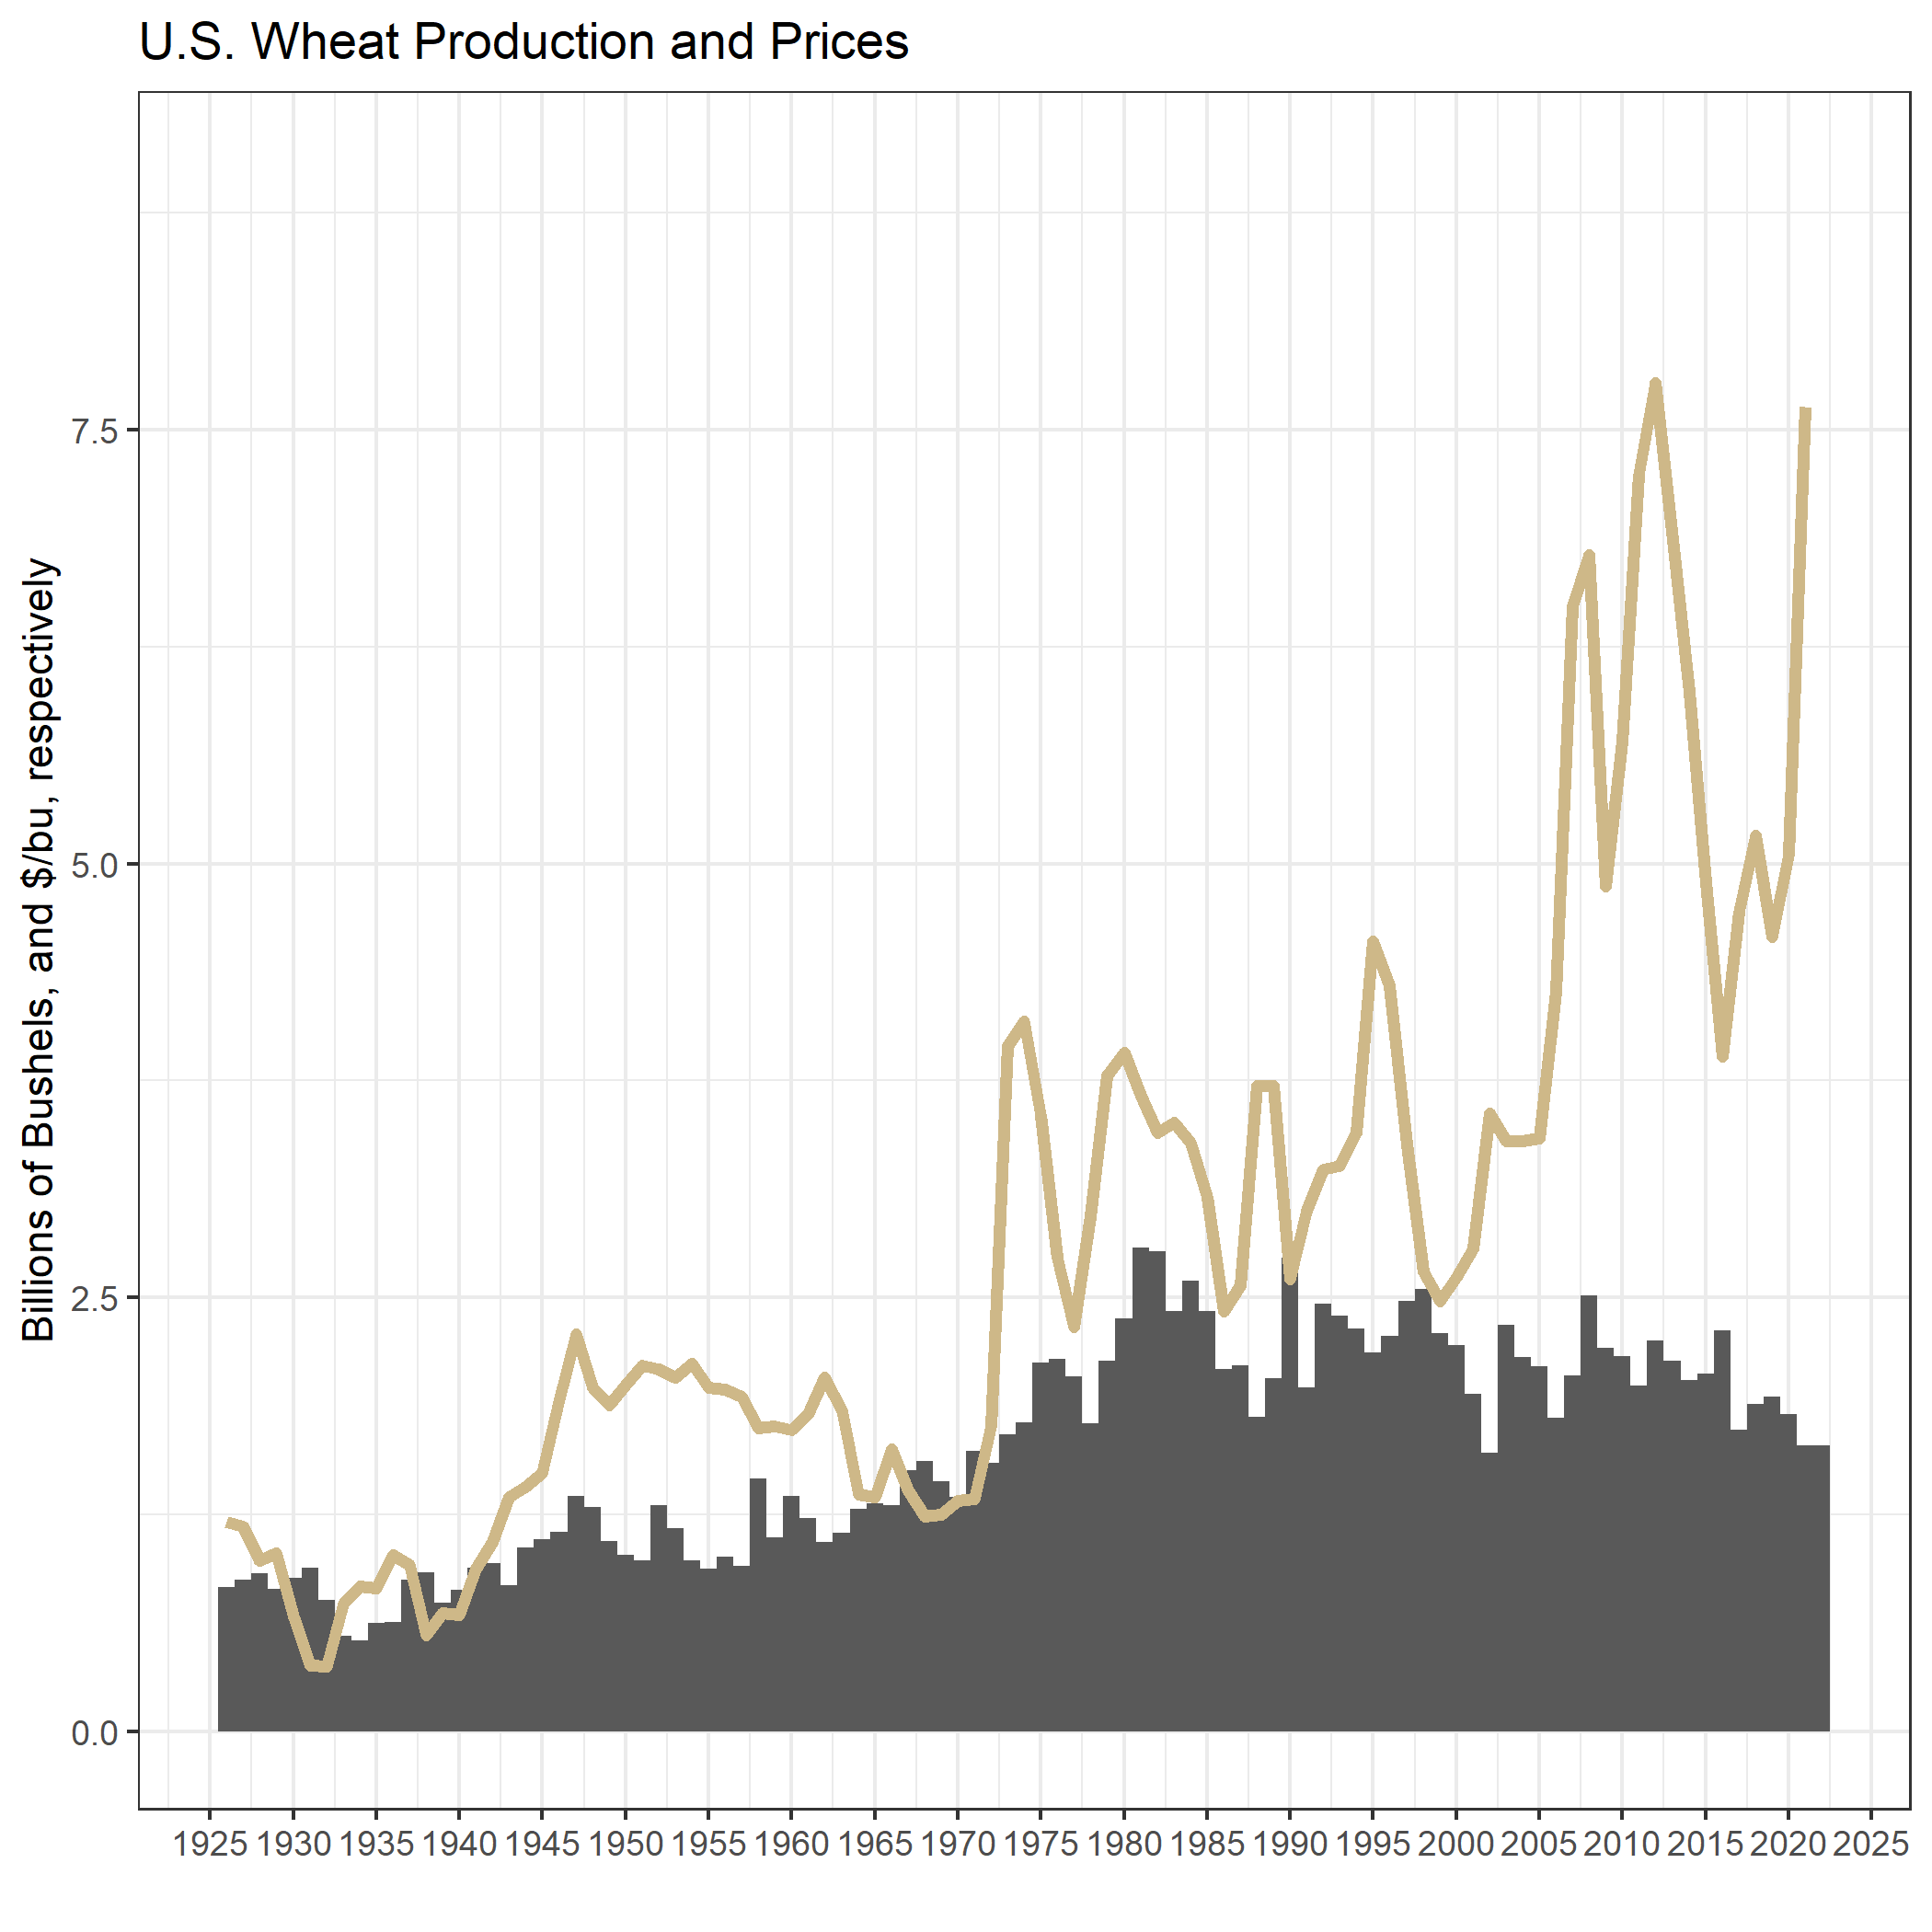 U.S. Wheat Production and Prices
Billions of Bushels, and $/bu, respectively
7.5
5.0
2.5
0.0
1925 1930 1935 1940 1945 1950 1955 1960 1965 1970 1975 1980 1985 1990 1995 2000 2005 2010 2015 2020 2025